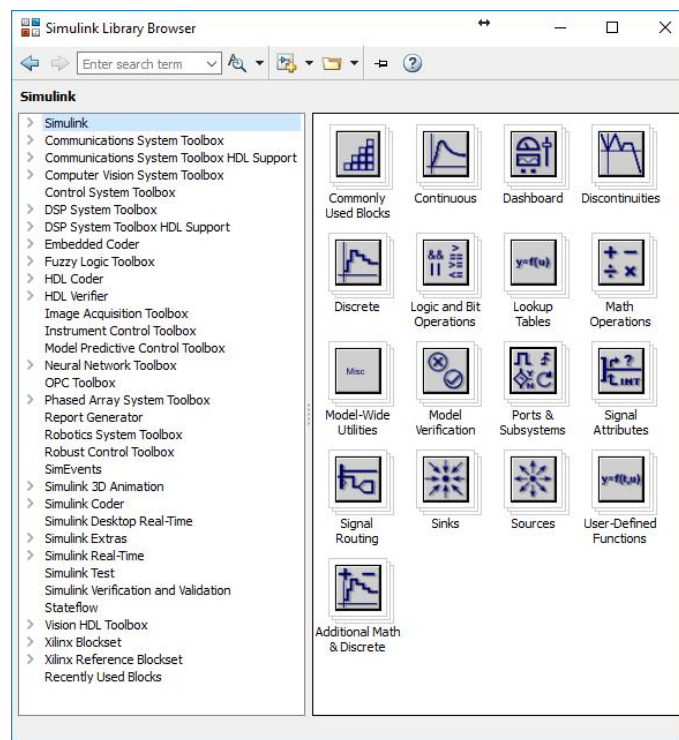 Simulink Library Browser
Enter search term
Simulink
Simulink
Communications System Toolbox
Communications System Toolbox HDL Support
Computer Vision System Toolbox
Control System Toolbox
DSP System Toolbox
DSP System Toolbox HDL Support
Embedded Coder
Fuzzy Logic Toolbox
HDL Coder
HDL Verifier
Image Acquisition Toolbox
Instrument Control Toolbox
Model Predictive Control Toolbox
Neural Network Toolbox
OPC Toolbox
Phased Array System Toolbox
Report Generator
Robotics System Toolbox
Robust Control Toolbox
SimEvents
Simulink 3D Animation
Simulink Coder
Simulink Desktop Real-Time
Simulink Extras
Simulink Real-Time
Simulink Test
Simulink Verification and Validation
Stateflow
Vision HDL Toolbox
Xilinx Blockset
Xilinx Reference Blockset
Recently Used Blocks
Commonly
Used Blocks
Continuous
Dashboard
Discontinuities
Discrete
&& >
|| >=
<=
Logic and Bit
Operations
y=f(u)
Lookup
Tables
+ −
÷ ×
Math
Operations
Misc
Model-Wide
Utilities
Model
Verification
Y N
Ports &
Subsystems
?
INT
Signal
Attributes
Signal
Routing
Sinks
Sources
y=f(t,u)
User-Defined
Functions
+ −
Additional Math
& Discrete